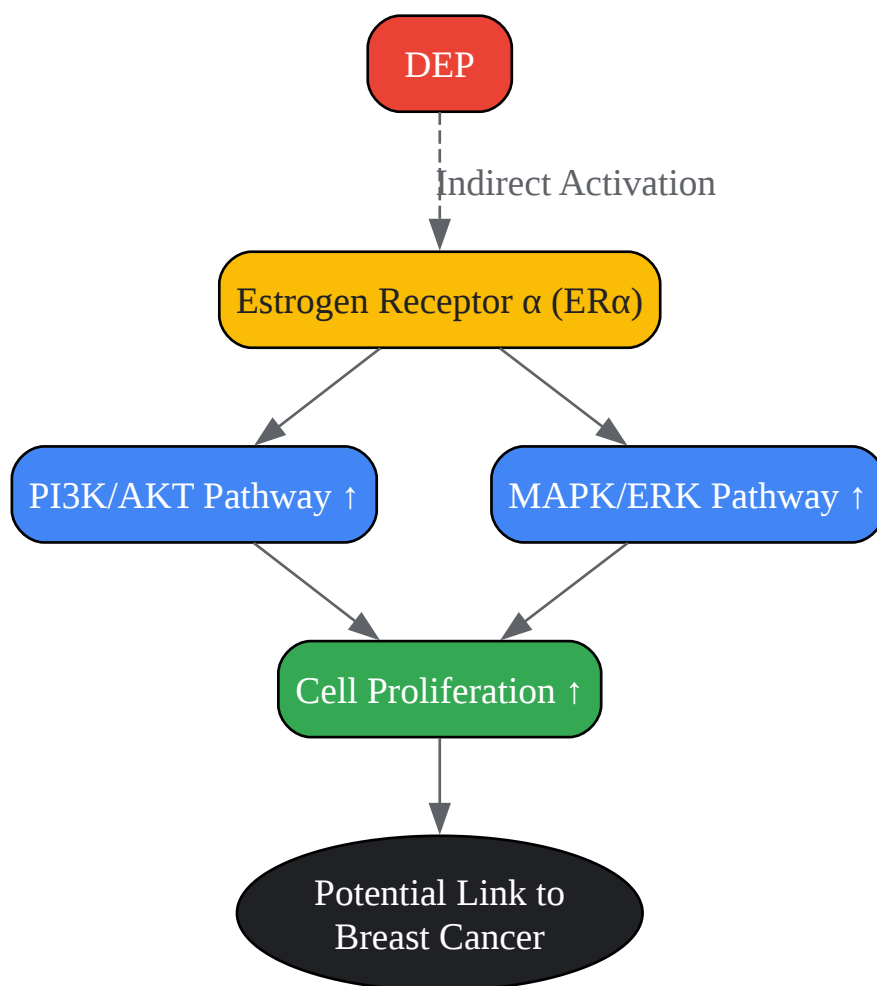 DEP
Indirect Activation
Estrogen Receptor α (ERα)
PI3K/AKT Pathway ↑
MAPK/ERK Pathway ↑
Cell Proliferation ↑
Potential Link to
Breast Cancer